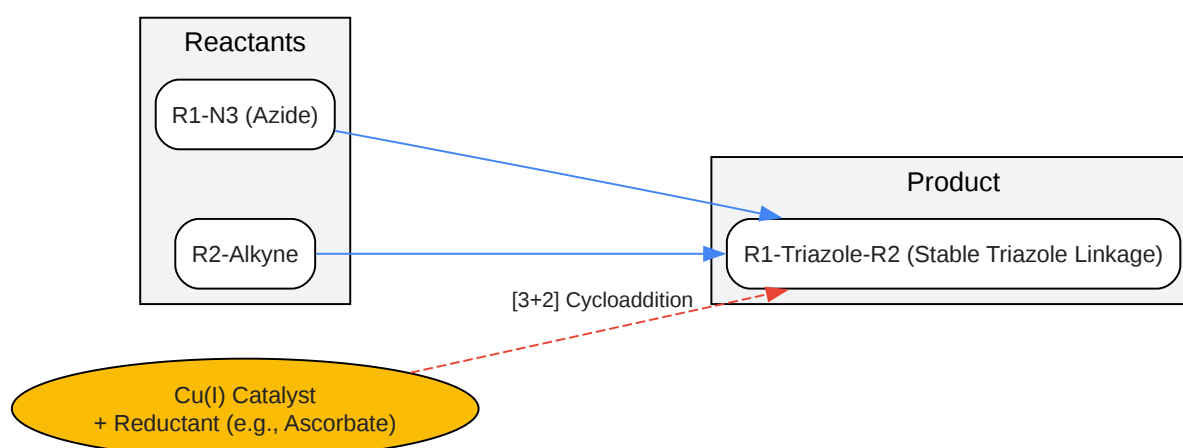 Reactants
R1-N3 (Azide)
R2-Alkyne
Product
R1-Triazole-R2 (Stable Triazole Linkage)
[3+2] Cycloaddition
Cu(I) Catalyst
+ Reductant (e.g., Ascorbate)